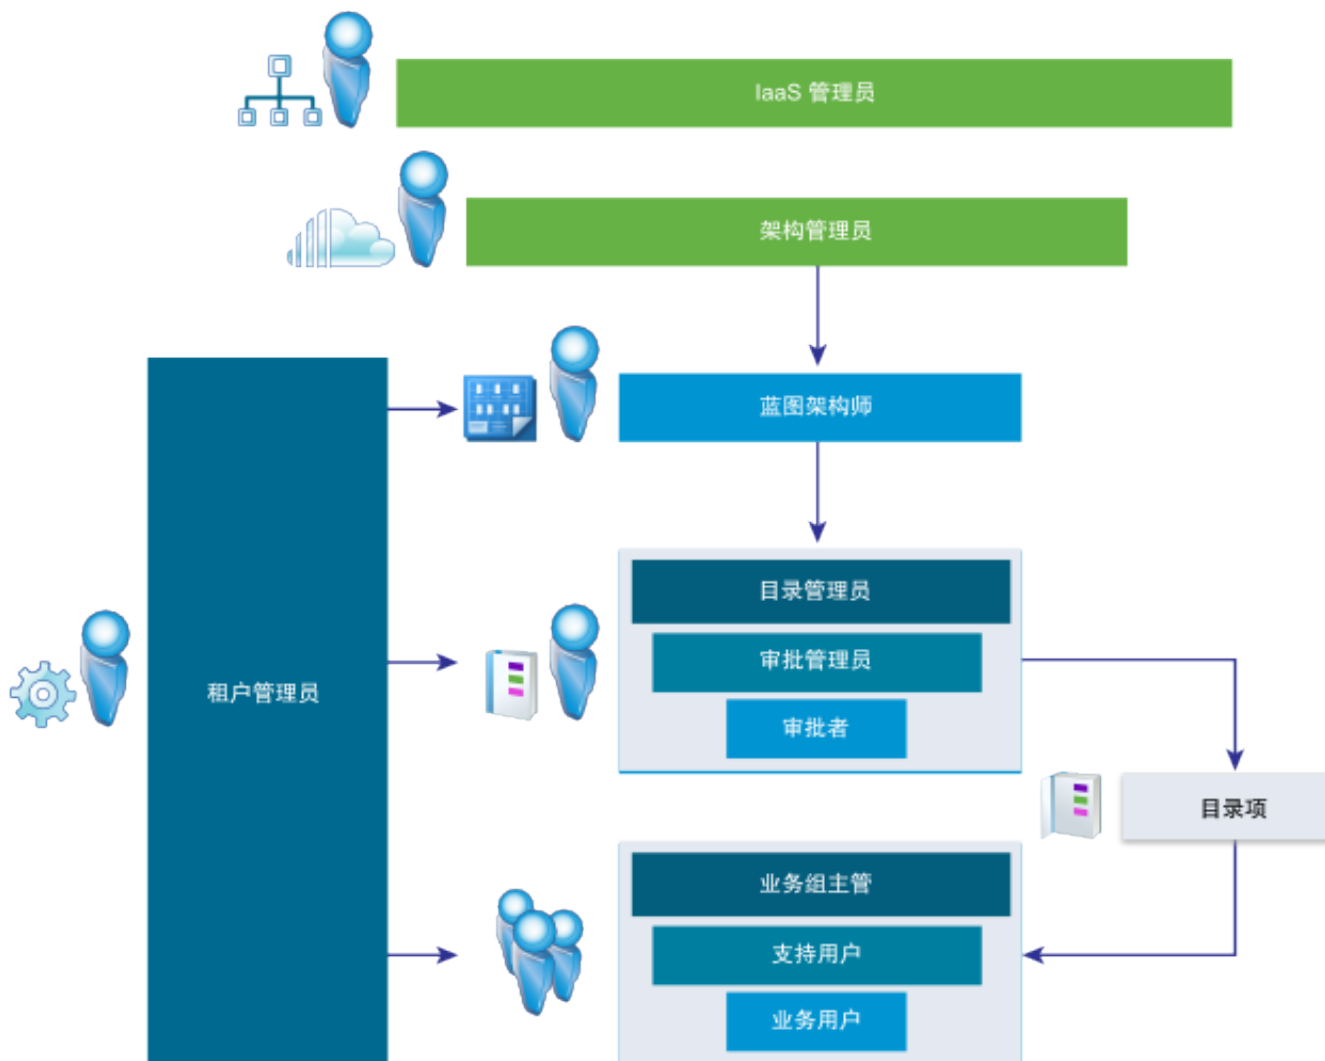 IaaS 管理员
架构管理员
蓝图架构师
目录管理员
审批管理员
租户管理员
审批者
目录项
业务组主管
支持用户
业务用户